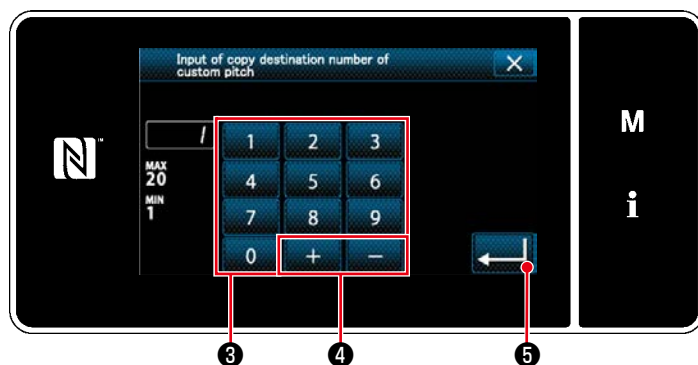 Input of copy destination number of
custom pitch
1
MAX
20
MIN
1
1 2 3
4 5 6
7 8 9
0 + −
N™
M
i
❸ ❹ ❺